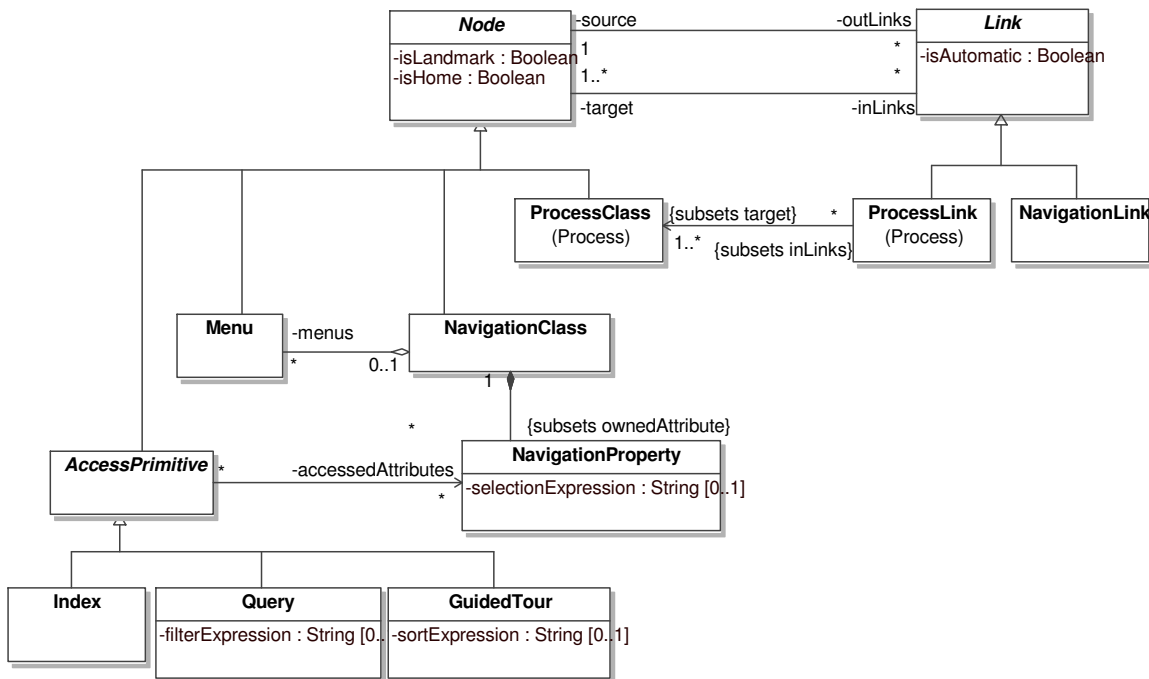 Node
-isLandmark : Boolean
-isHome : Boolean
-source
1
1..*
-target
-outLinks
*
*
-inLinks
Link
-isAutomatic : Boolean
ProcessClass
(Process)
{subsets target}
1..*
*
{subsets inLinks}
ProcessLink
(Process)
NavigationLink
Menu
-menus
*
0..1
NavigationClass
1
*
{subsets ownedAttribute}
AccessPrimitive
*
-accessedAttributes
*
NavigationProperty
-selectionExpression : String [0..1]
Index
Query
-filterExpression : String [0..
GuidedTour
-sortExpression : String [0..1]